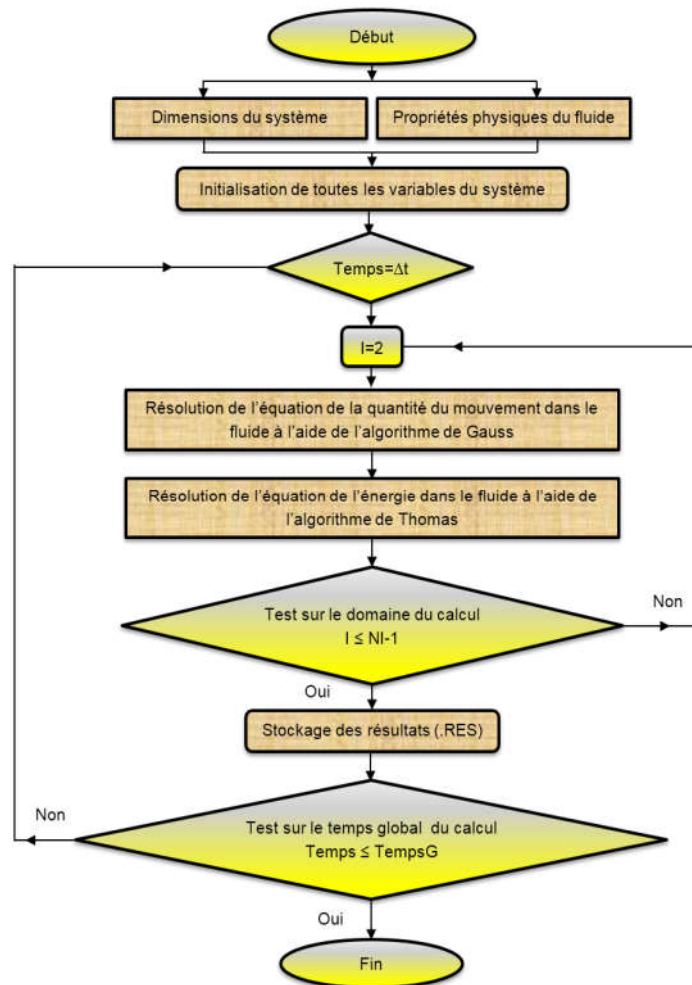 Début
Dimensions du système
Propriétés physiques du fluide
Initialisation de toutes les variables du système
Temps=Δt
I=2
Résolution de l'équation de la quantité du mouvement dans le
fluide à l'aide de l'algorithme de Gauss
Résolution de l'équation de l'énergie dans le fluide à l'aide de
l'algorithme de Thomas
Test sur le domaine du calcul
I ≤ NI-1
Non
Oui
Stockage des résultats (.RES)
Non
Test sur le temps global du calcul
Temps ≤ TempsG
Oui
Fin